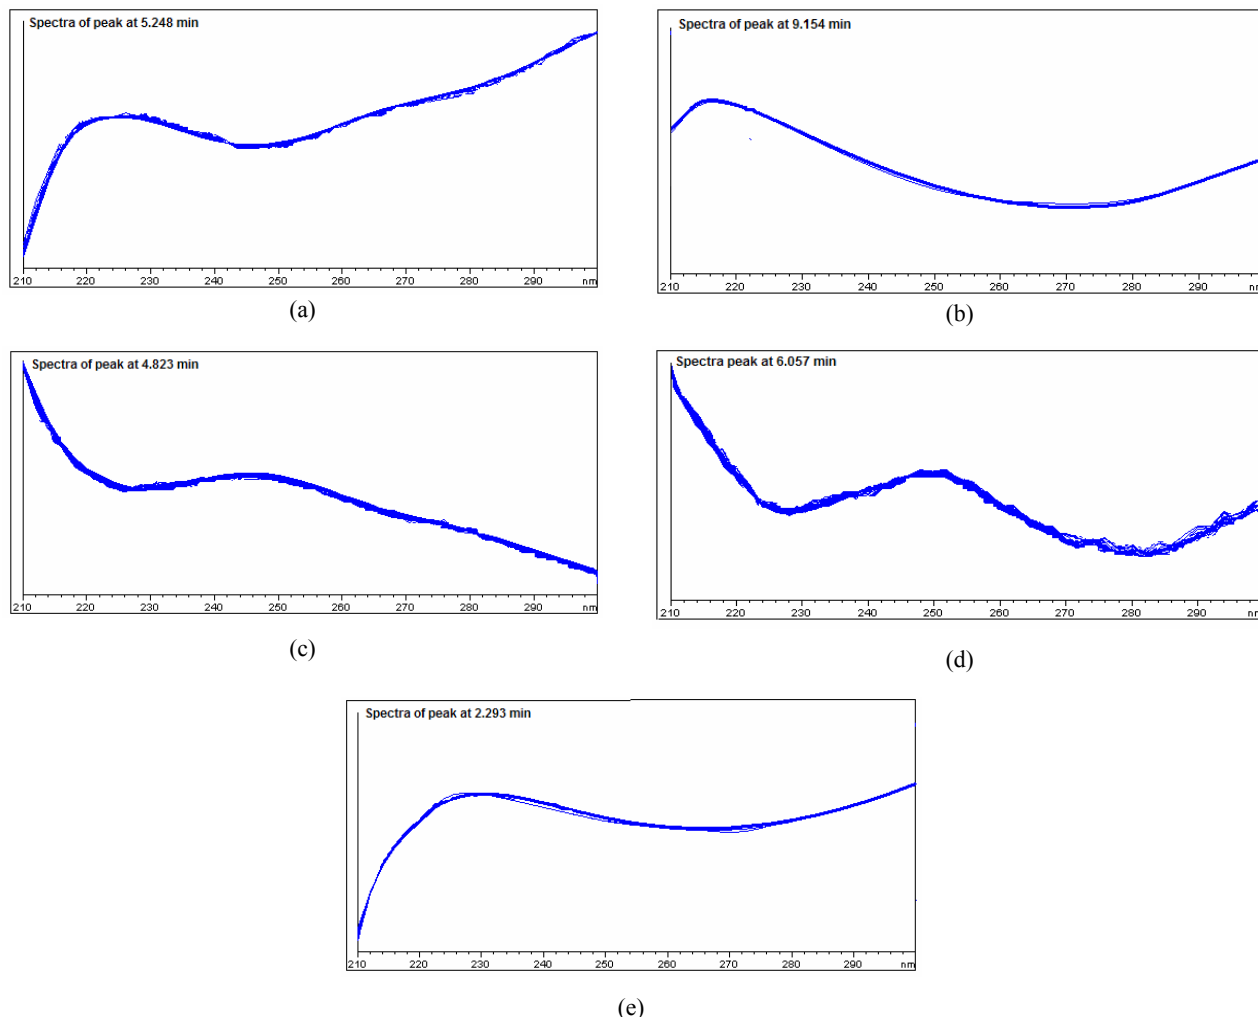 Spectra of peak at 5.248 min
210 220 230 240 250 260 270 280 290 nm
(a)
Spectra of peak at 9.154 min
210 220 230 240 250 260 270 280 290 nm
(b)
Spectra of peak at 4.823 min
210 220 230 240 250 260 270 280 290 nm
(c)
Spectra peak at 6.057 min
210 220 230 240 250 260 270 280 290 nm
(d)
Spectra of peak at 2.293 min
210 220 230 240 250 260 270 280 290 nm
(e)